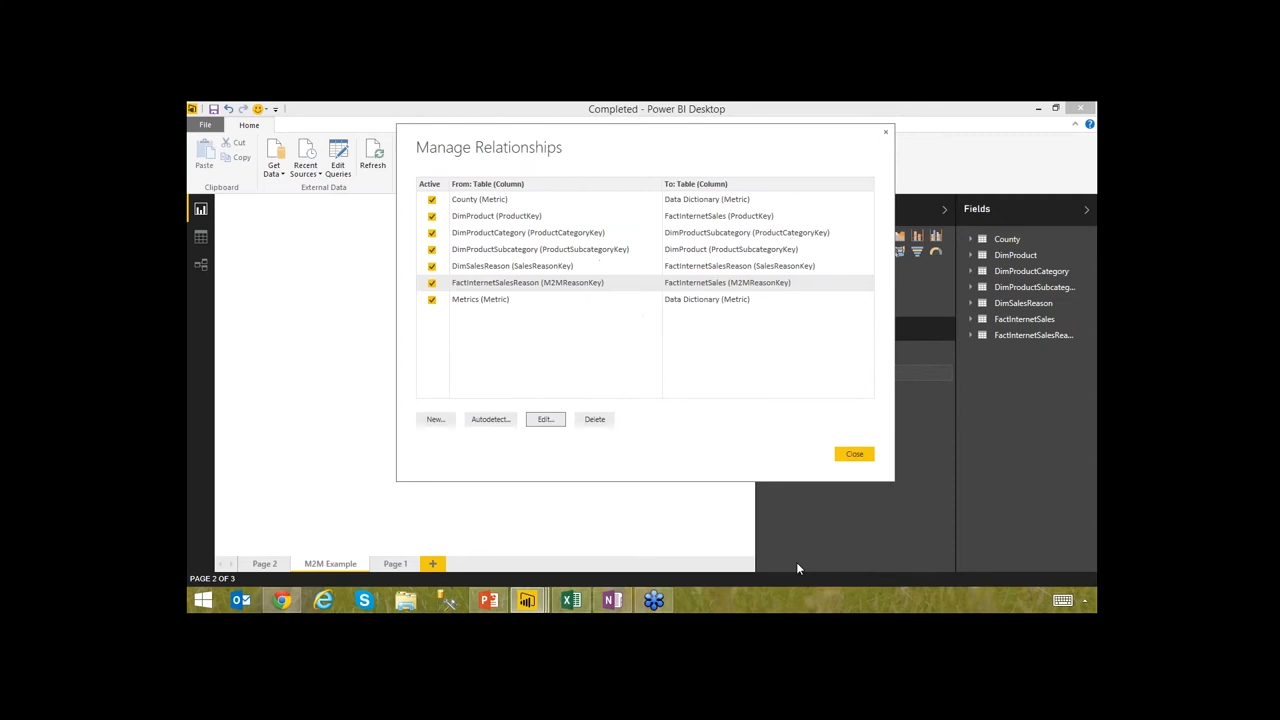 Completed - Power BI Desktop
File Home
Paste
Cut
Copy
Clipboard
Get Data
Recent Sources
Edit Queries
Refresh
External Data
Manage Relationships
Active From: Table (Column) To: Table (Column)
County (Metric) Data Dictionary (Metric)
DimProduct (ProductKey) FactInternetSales (ProductKey)
DimProductCategory (ProductCategoryKey) DimProductSubcategory (ProductCategoryKey)
DimProductSubcategory (ProductSubcategoryKey) DimProduct (ProductSubcategoryKey)
DimSalesReason (SalesReasonKey) FactInternetSalesReason (SalesReasonKey)
FactInternetSalesReason (M2MReasonKey) FactInternetSales (M2MReasonKey)
Metrics (Metric) Data Dictionary (Metric)
New... Autodetect... Edit... Delete
Close
Fields
County
DimProduct
DimProductCategory
DimProductSubcateg...
DimSalesReason
FactInternetSales
FactInternetSalesRea...
Page 2 M2M Example Page 1
PAGE 2 OF 3